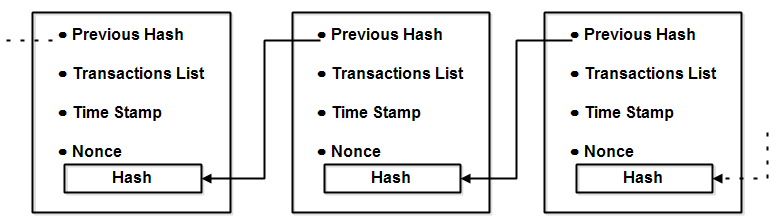 • Previous Hash
• Transactions List
• Time Stamp
• Nonce
Hash
• Previous Hash
• Transactions List
• Time Stamp
• Nonce
Hash
• Previous Hash
• Transactions List
• Time Stamp
• Nonce
Hash